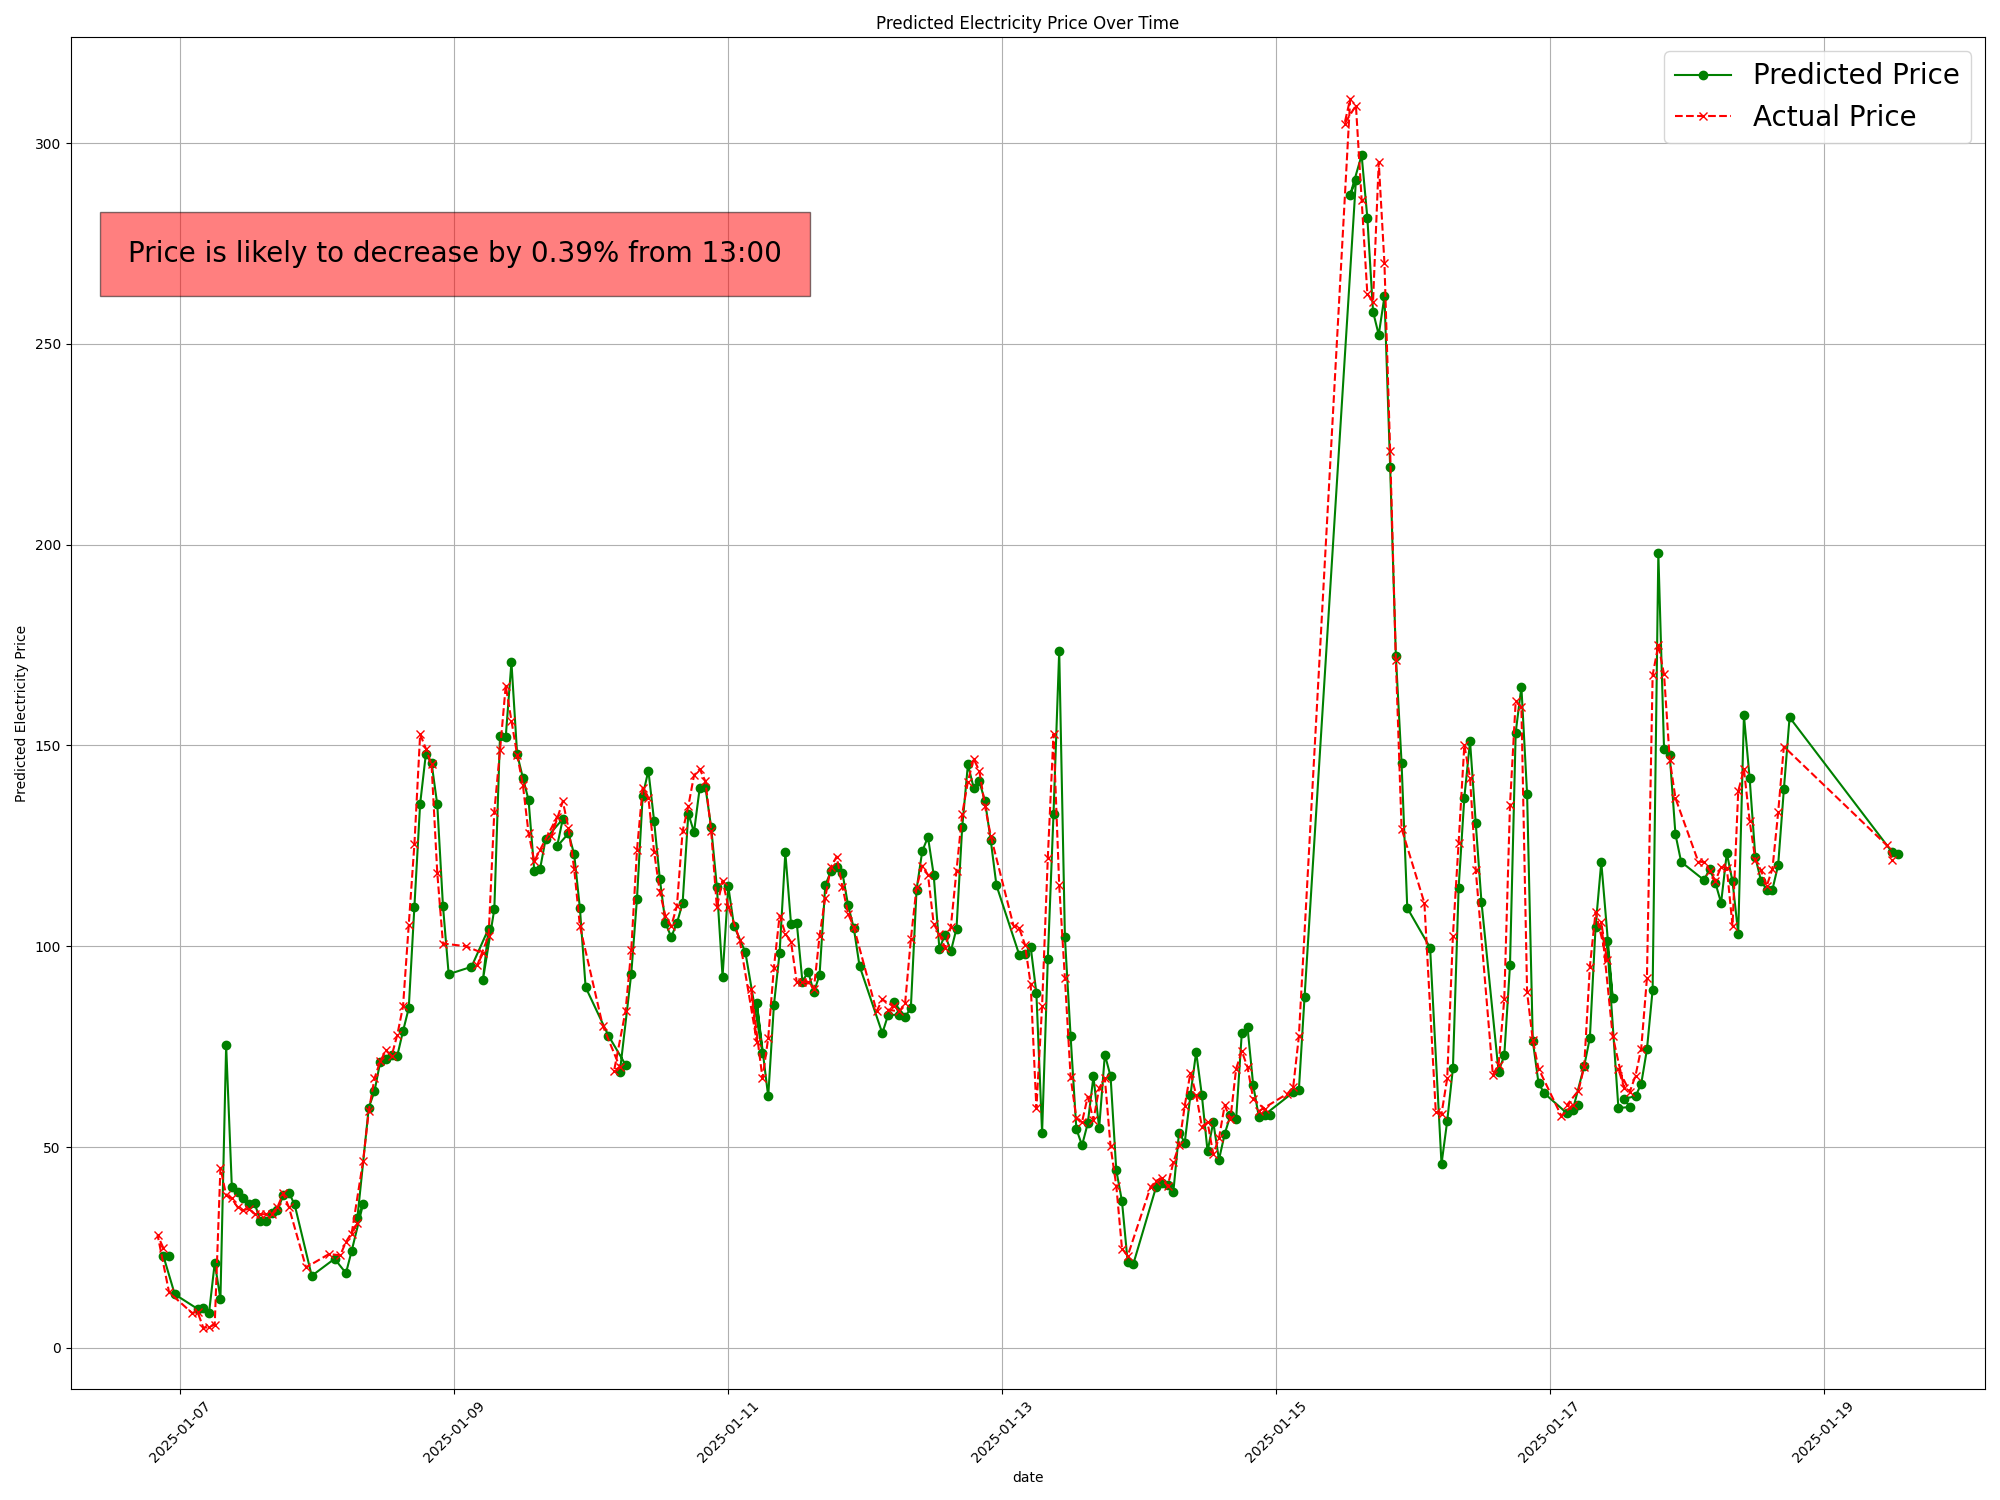 Predicted Electricity Price Over Time
Predicted Price
Actual Price
Price is likely to decrease by 0.39% from 13:00
Predicted Electricity Price
300
250
200
150
100
50
0
2025-01-07
2025-01-09
2025-01-11
2025-01-13
2025-01-15
2025-01-17
2025-01-19
date